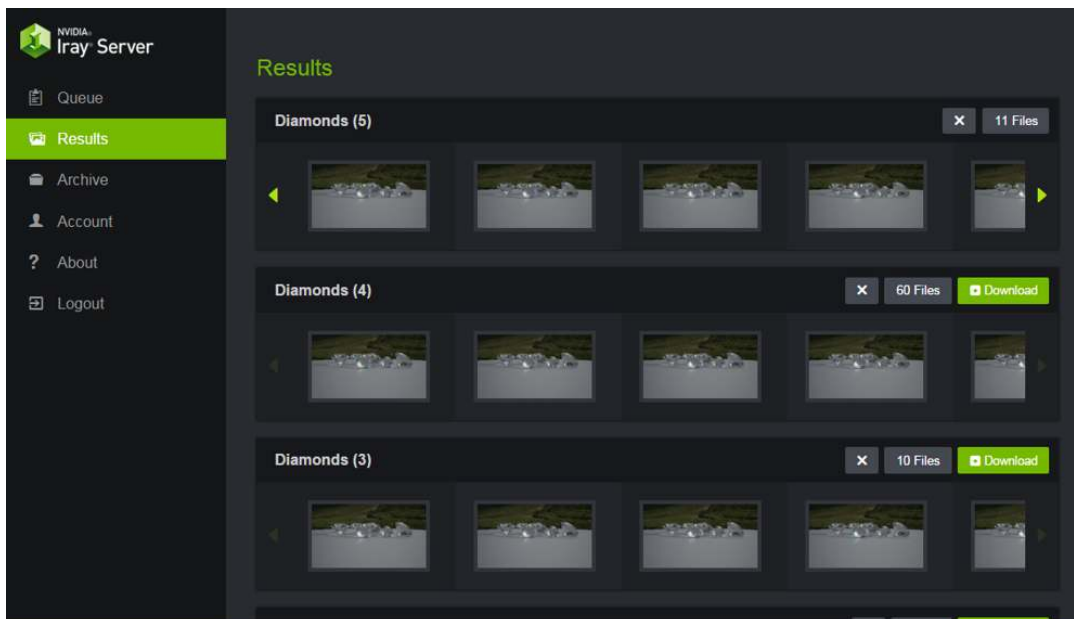 NVIDIA®
Iray® Server
Queue
Results
Archive
Account
? About
Logout
Results
Diamonds (5)
11 Files
Diamonds (4)
60 Files
Download
Diamonds (3)
10 Files
Download